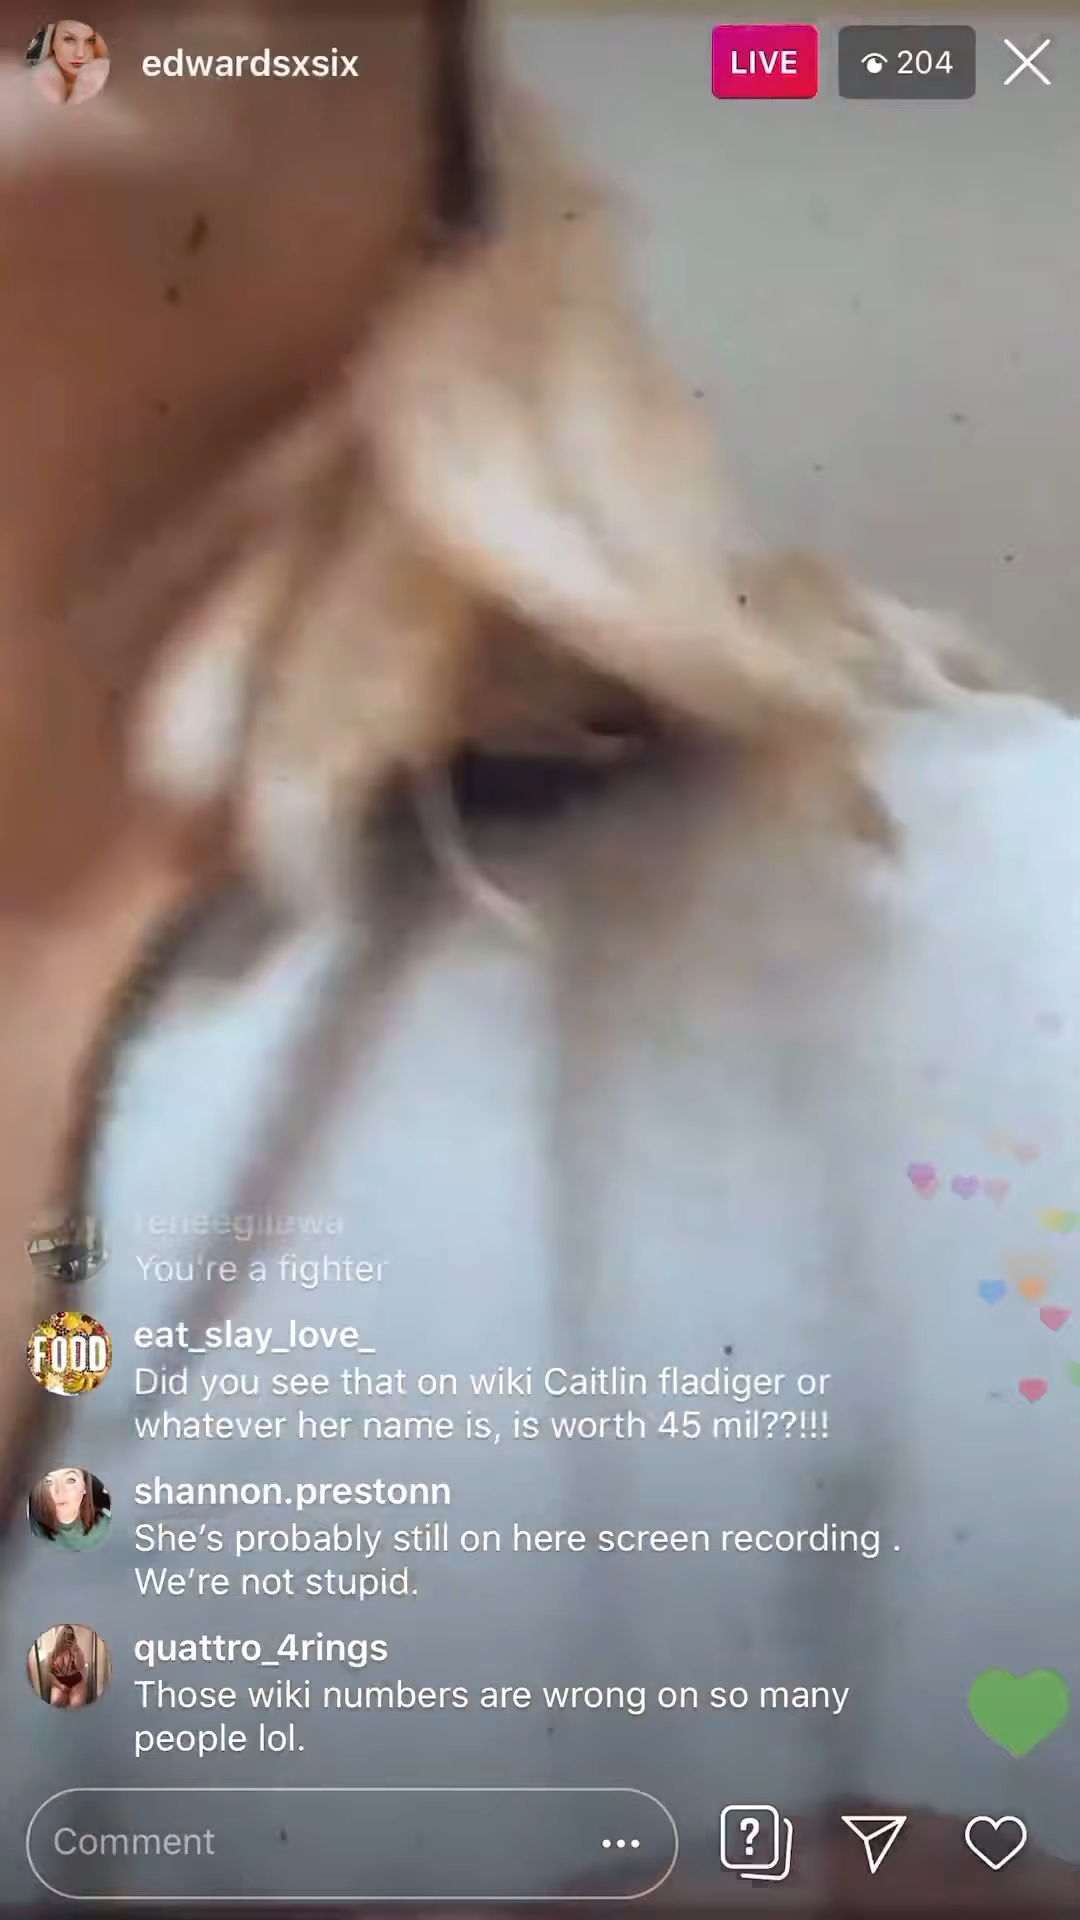 edwardsxsix
LIVE
204
You're a fighter
FOOD
eat_slay_love_
Did you see that on wiki Caitlin fladiger or
whatever her name is, is worth 45 mil??!!!
shannon.prestonn
She's probably still on here screen recording .
We're not stupid.
quattro_4rings
Those wiki numbers are wrong on so many
people lol.
Comment